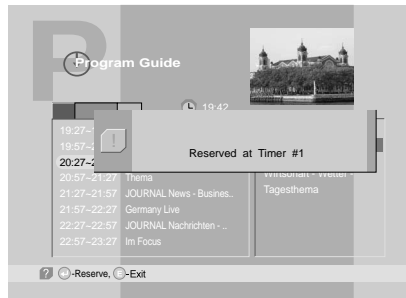 P
Program Guide
19:42
19:27~
19:57~
20:27~2
Reserved at Timer #1
20:57~21:27 Thema
21:27~21:57 JOURNAL News - Busines..
21:57~22:27 Germany Live
22:27~22:57 JOURNAL Nachrichten - ..
22:57~23:27 Im Focus
Wirtschaft - Wetter -
Tagesthema
? -Reserve, E-Exit